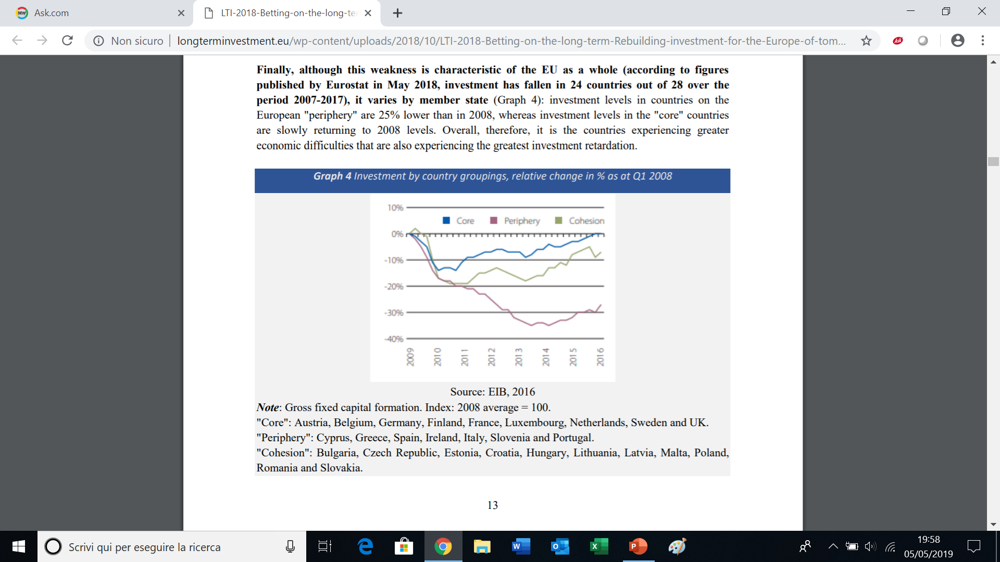 Ask.com
LTI-2018-Betting-on-the-long-te
Non sicuro
longterminvestment.eu/wp-content/uploads/2018/10/LTI-2018-Betting-on-the-long-term-Rebuilding-investment-for-the-Europe-of-tom...
Ask
Finally, although this weakness is characteristic of the EU as a whole (according to figures
published by Eurostat in May 2018, investment has fallen in 24 countries out of 28 over the
period 2007-2017), it varies by member state (Graph 4): investment levels in countries on the
European "periphery" are 25% lower than in 2008, whereas investment levels in the "core" countries
are slowly returning to 2008 levels. Overall, therefore, it is the countries experiencing greater
economic difficulties that are also experiencing the greatest investment retardation.
Graph 4 Investment by country groupings, relative change in % as at Q1 2008
10%
Core Periphery Cohesion
0%
-10%
-20%
-30%
-40%
2009 2010 2011 2012 2013 2014 2015 2016
Source: EIB, 2016
Note: Gross fixed capital formation. Index: 2008 average = 100.
"Core": Austria, Belgium, Germany, Finland, France, Luxembourg, Netherlands, Sweden and UK.
"Periphery": Cyprus, Greece, Spain, Ireland, Italy, Slovenia and Portugal.
"Cohesion": Bulgaria, Czech Republic, Estonia, Croatia, Hungary, Lithuania, Latvia, Malta, Poland,
Romania and Slovakia.
13
Scrivi qui per eseguire la ricerca
19:58
05/05/2019